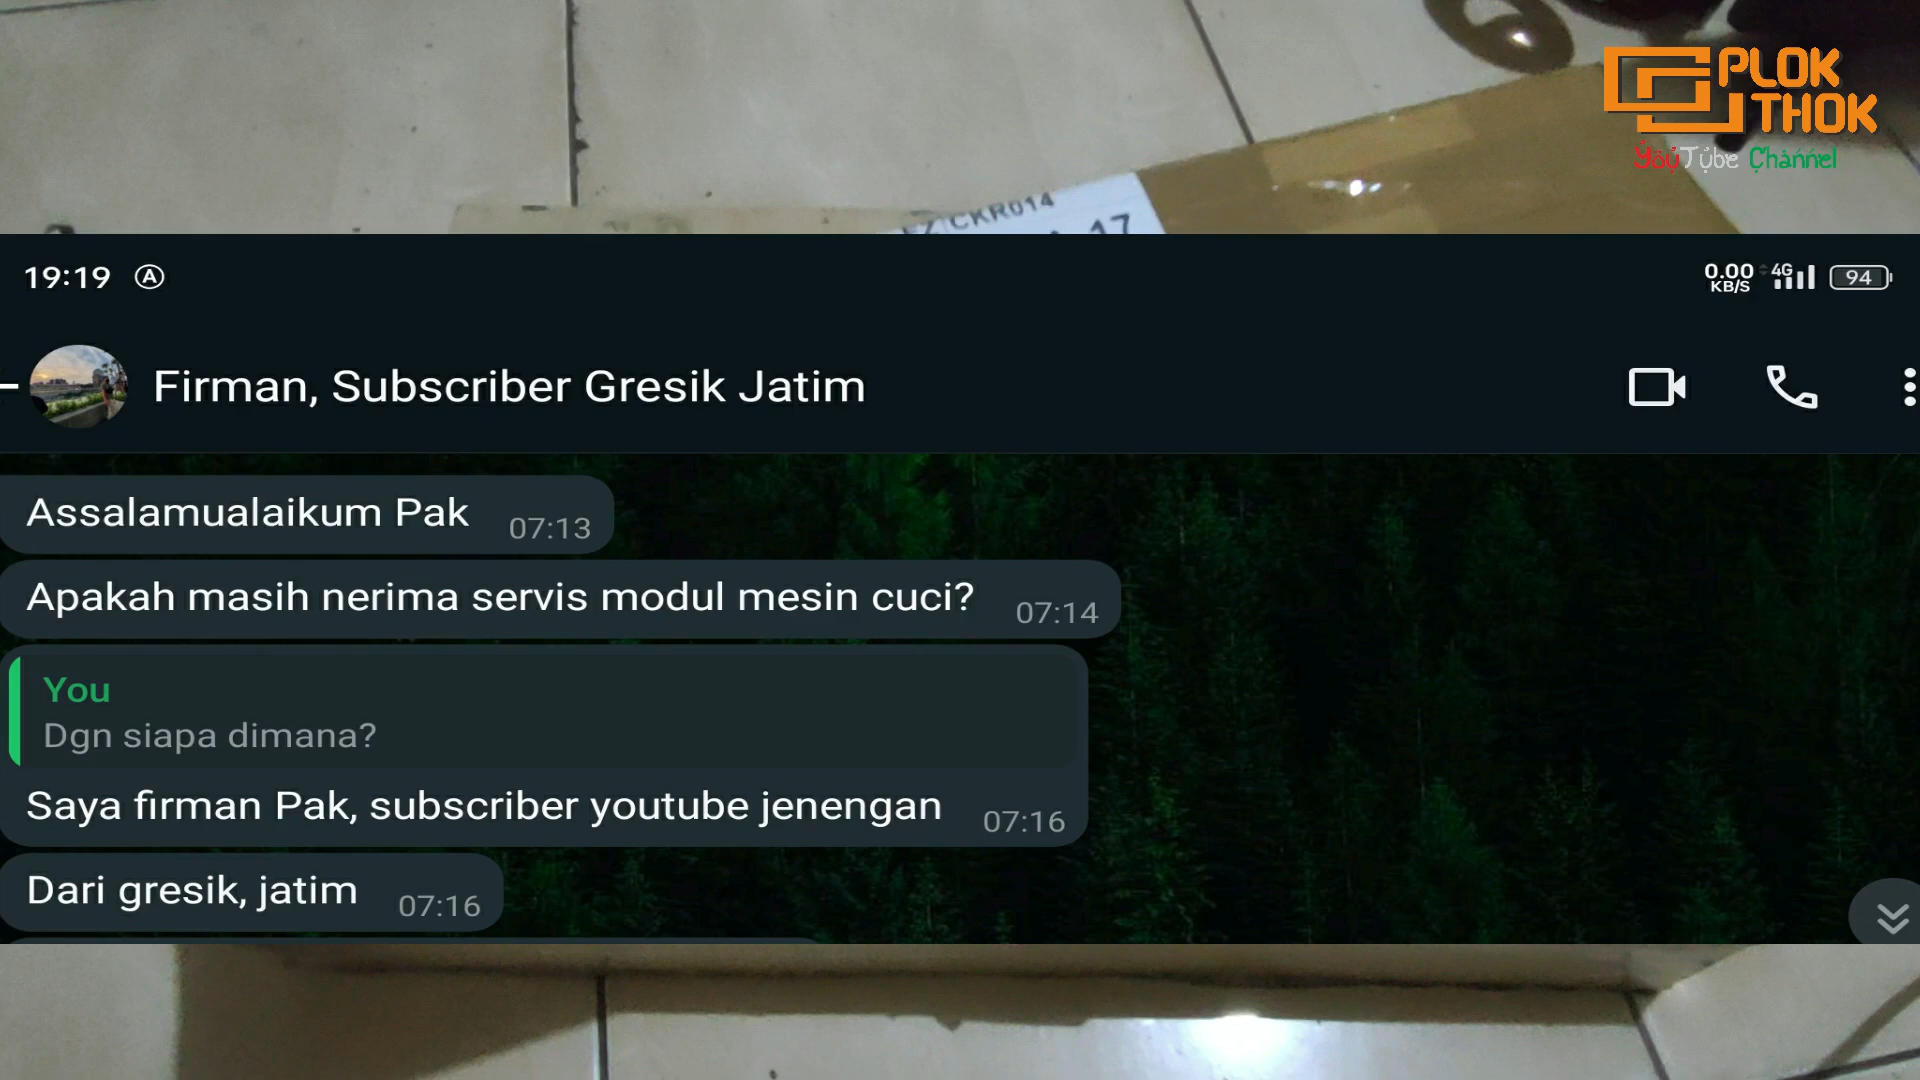 PLOK
THOK
YouTube Channel
CKR014
17
19:19 A
0.00
KB/S
4G
94
Firman, Subscriber Gresik Jatim
Assalamualaikum Pak 07:13
Apakah masih nerima servis modul mesin cuci? 07:14
You
Dgn siapa dimana?
Saya firman Pak, subscriber youtube jenengan 07:16
Dari gresik, jatim 07:16